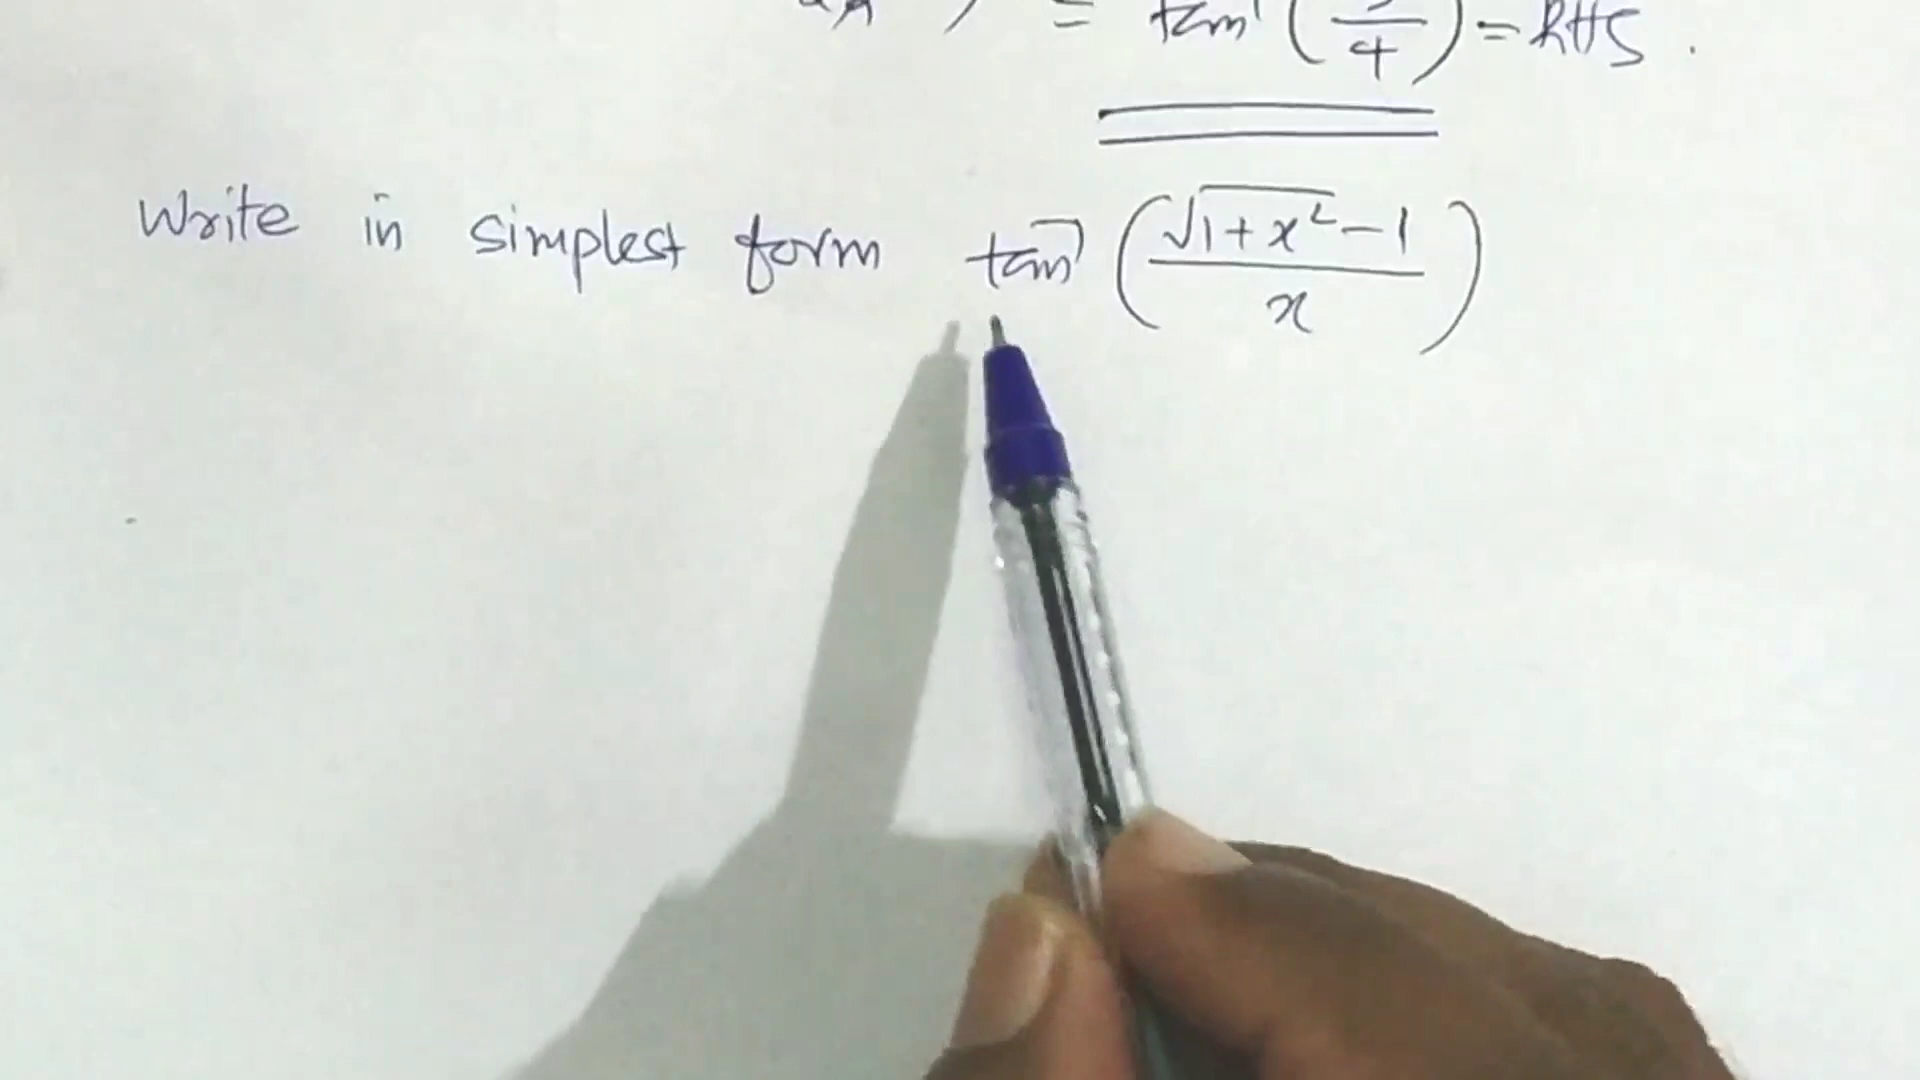 = tan⁻¹( /4) = RHS.
Write in simplest form tan⁻¹((√(1+x²) - 1)/x)